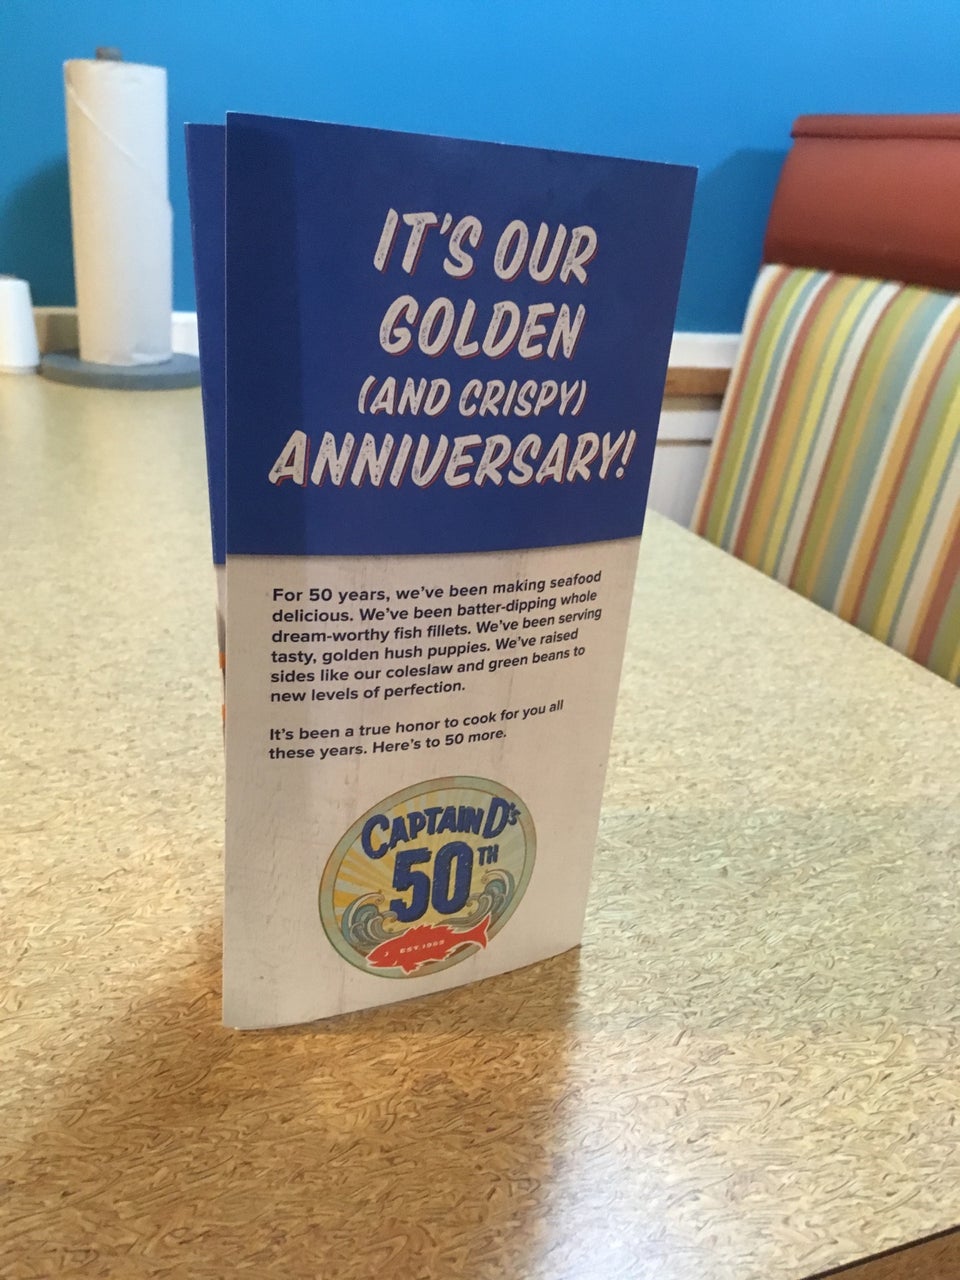 IT'S OUR
GOLDEN
(AND CRISPY)
ANNIVERSARY!
For 50 years, we've been making seafood
delicious. We've been batter-dipping whole
dream-worthy fish fillets. We've been serving
tasty, golden hush puppies. We've raised
sides like our coleslaw and green beans to
new levels of perfection.
It's been a true honor to cook for you all
these years. Here's to 50 more.
CAPTAIN D's
50TH
EST. 1969